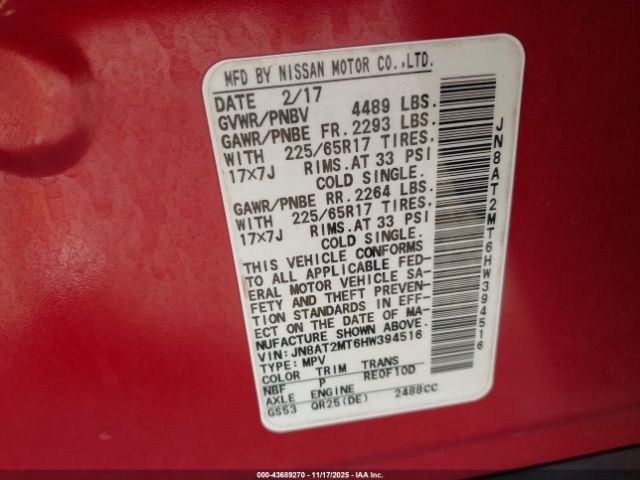 MFD BY NISSAN MOTOR CO.,LTD.
DATE 2/17
GVWR/PNBV 4489 LBS.
GAWR/PNBE FR. 2293 LBS.
WITH 225/65R17 TIRES,
17×7J RIMS.AT 33 PSI
COLD SINGLE.
GAWR/PNBE RR. 2264 LBS.
WITH 225/65R17 TIRES,
17×7J RIMS.AT 33 PSI
COLD SINGLE.
THIS VEHICLE CONFORMS
TO ALL APPLICABLE FED-
ERAL MOTOR VEHICLE SA-
FETY AND THEFT PREVEN-
TION STANDARDS IN EFF-
ECT ON THE DATE OF MA-
NUFACTURE SHOWN ABOVE.
VIN: JN8AT2MT6HW394516
TYPE: MPV
COLOR TRIM TRANS
NBF P RE0F10D
AXLE ENGINE
GS53 QR25(DE) 2488CC
JN8AT2MT6HW394516
000-43689270 - 11/17/2025 - IAA Inc.